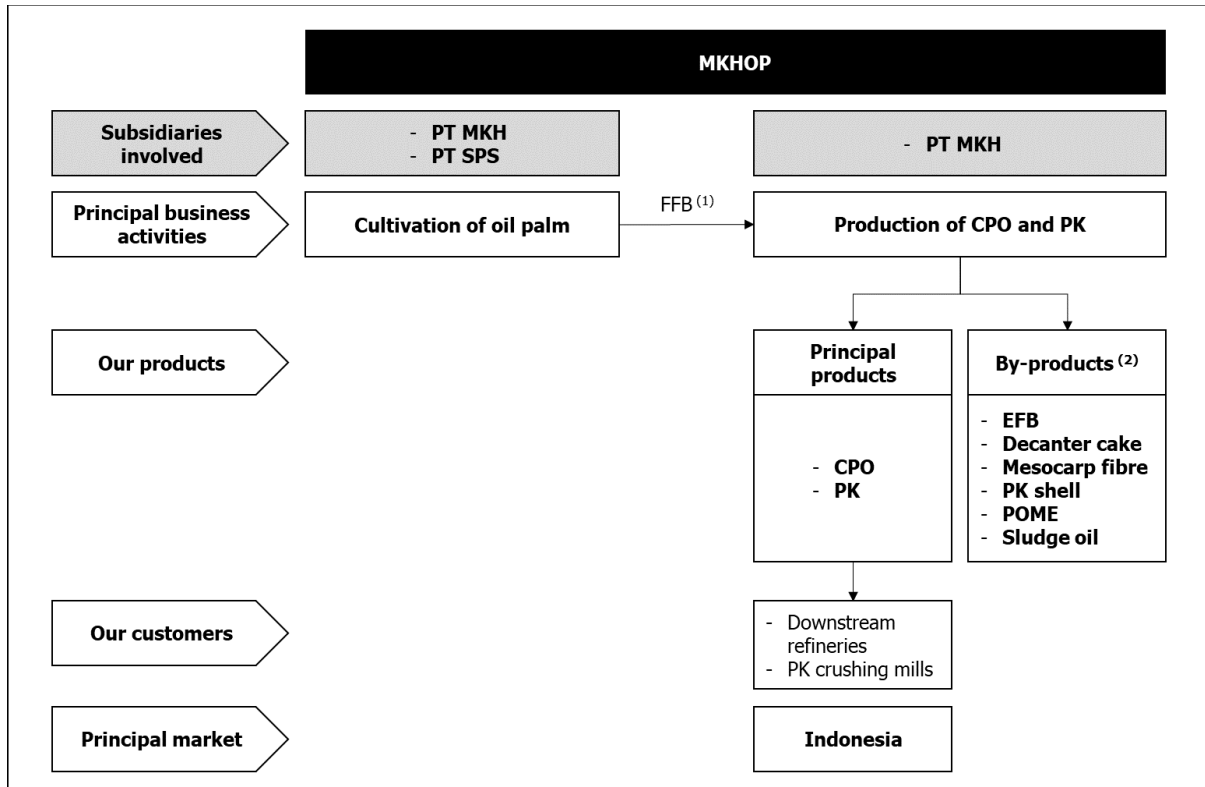 MKHOP
Subsidiaries
involved
- PT MKH
- PT SPS
- PT MKH
Principal business
activities
Cultivation of oil palm
FFB (1)
Production of CPO and PK
Our products
Principal
products
By-products (2)
- CPO
- PK
- EFB
- Decanter cake
- Mesocarp fibre
- PK shell
- POME
- Sludge oil
Our customers
- Downstream
refineries
- PK crushing mills
Principal market
Indonesia